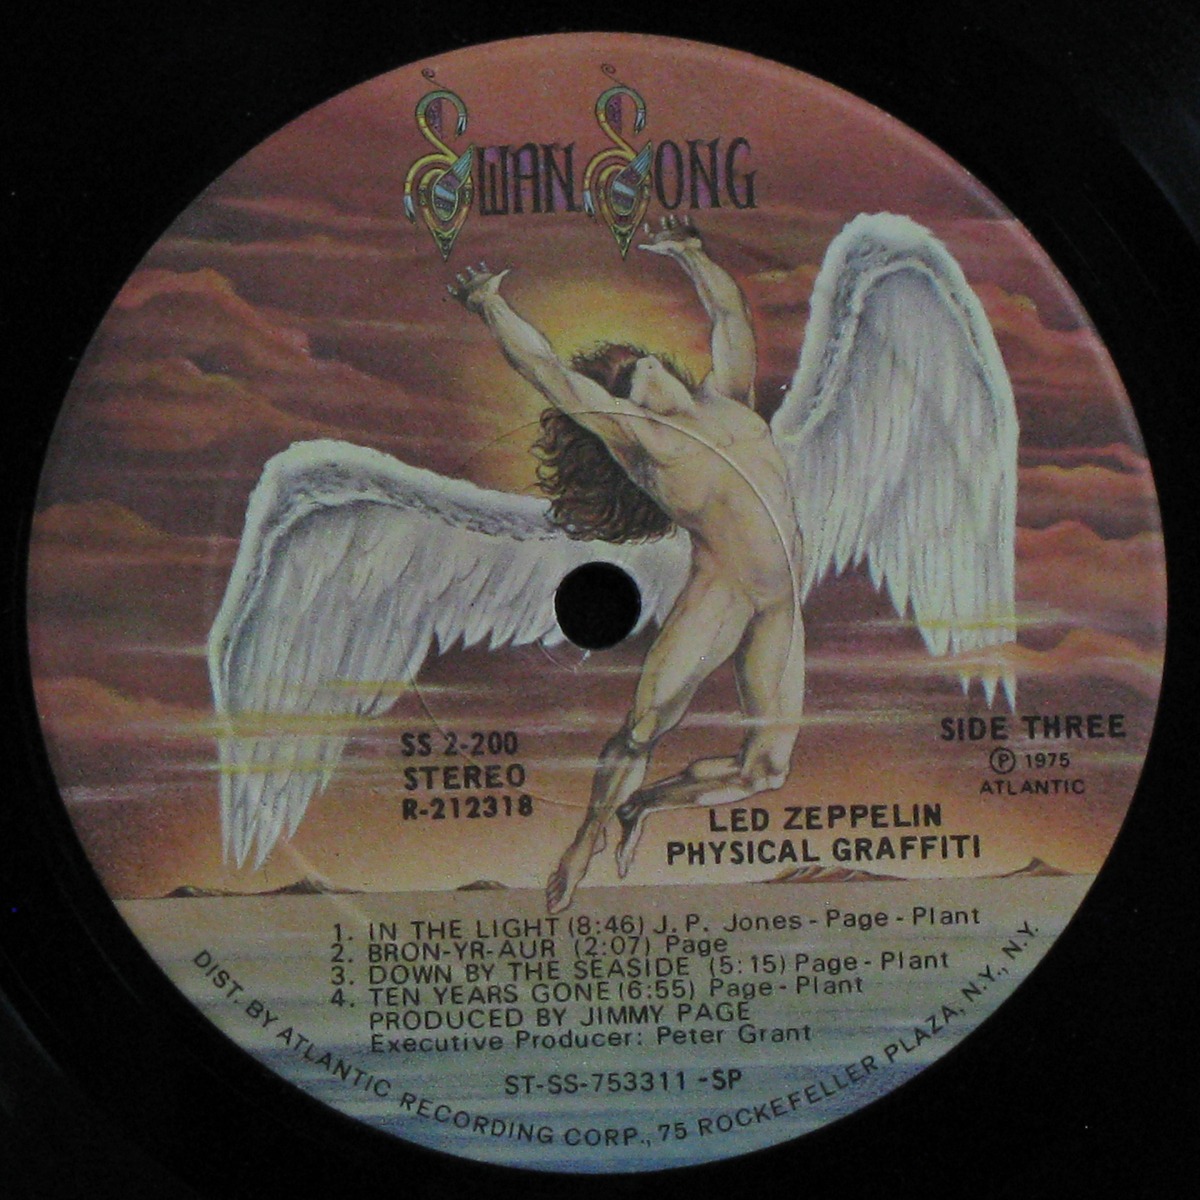 SWAN SONG
SS 2-200
STEREO
R-212318
SIDE THREE
Ⓟ 1975
ATLANTIC
LED ZEPPELIN
PHYSICAL GRAFFITI
1. IN THE LIGHT (8:46) J. P. Jones - Page - Plant
2. BRON-YR-AUR (2:07) Page
3. DOWN BY THE SEASIDE (5:15) Page - Plant
4. TEN YEARS GONE (6:55) Page - Plant
PRODUCED BY JIMMY PAGE
Executive Producer: Peter Grant
ST-SS-753311 -SP
DIST. BY ATLANTIC RECORDING CORP., 75 ROCKEFELLER PLAZA, N.Y., N.Y.